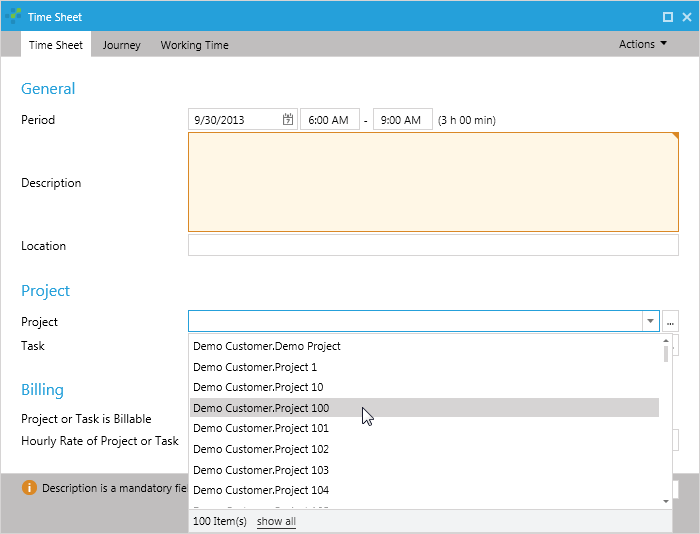 Time Sheet
Time Sheet Journey Working Time Actions
General
Period 9/30/2013 6:00 AM - 9:00 AM (3 h 00 min)
Description
Location
Project
Project ...
Task
Demo Customer.Demo Project
Demo Customer.Project 1
Demo Customer.Project 10
Billing
Demo Customer.Project 100
Project or Task is Billable
Demo Customer.Project 101
Hourly Rate of Project or Task
Demo Customer.Project 102
Demo Customer.Project 103
Description is a mandatory fie
Demo Customer.Project 104
100 Item(s) show all